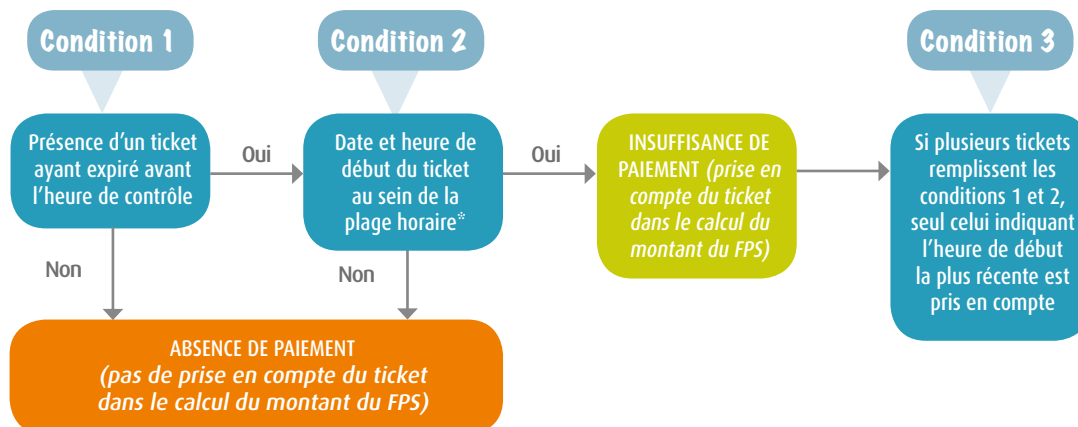 Condition 1
Présence d'un ticket
ayant expiré avant
l'heure de contrôle
Oui
Non
Condition 2
Date et heure de
début du ticket
au sein de la
plage horaire*
Oui
Non
INSUFFISANCE DE
PAIEMENT (prise en
compte du ticket
dans le calcul du
montant du FPS)
Condition 3
Si plusieurs tickets
remplissent les
conditions 1 et 2,
seul celui indiquant
l'heure de début
la plus récente est
pris en compte
ABSENCE DE PAIEMENT
(pas de prise en compte du ticket
dans le calcul du montant du FPS)